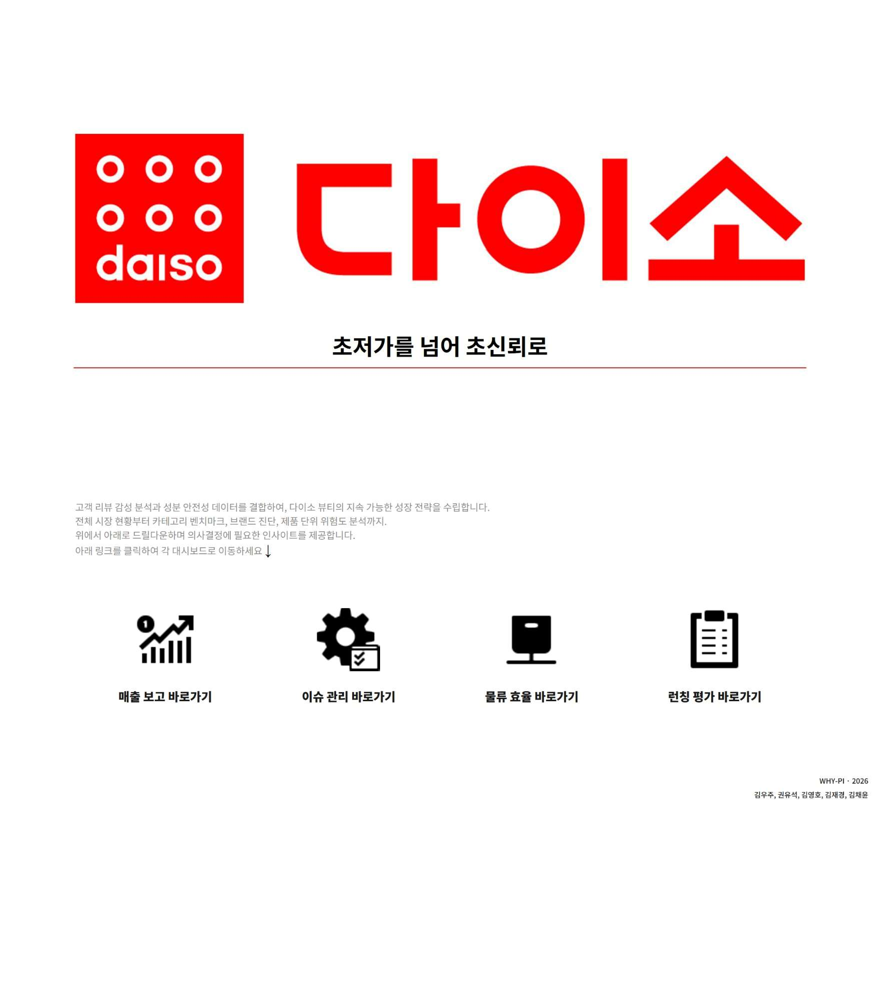 daiso
다이소
초저가를 넘어 초신뢰로
고객 리뷰 감성 분석과 성분 안전성 데이터를 결합하여, 다이소 뷰티의 지속 가능한 성장 전략을 수립합니다.
전체 시장 현황부터 카테고리 벤치마크, 브랜드 진단, 제품 단위 위험도 분석까지.
위에서 아래로 드릴다운하며 의사결정에 필요한 인사이트를 제공합니다.
아래 링크를 클릭하여 각 대시보드로 이동하세요 ↓
1
매출 보고 바로가기
이슈 관리 바로가기
물류 효율 바로가기
런칭 평가 바로가기
WHY-PI · 2026
김우주, 권유석, 김영호, 김재경, 김채윤